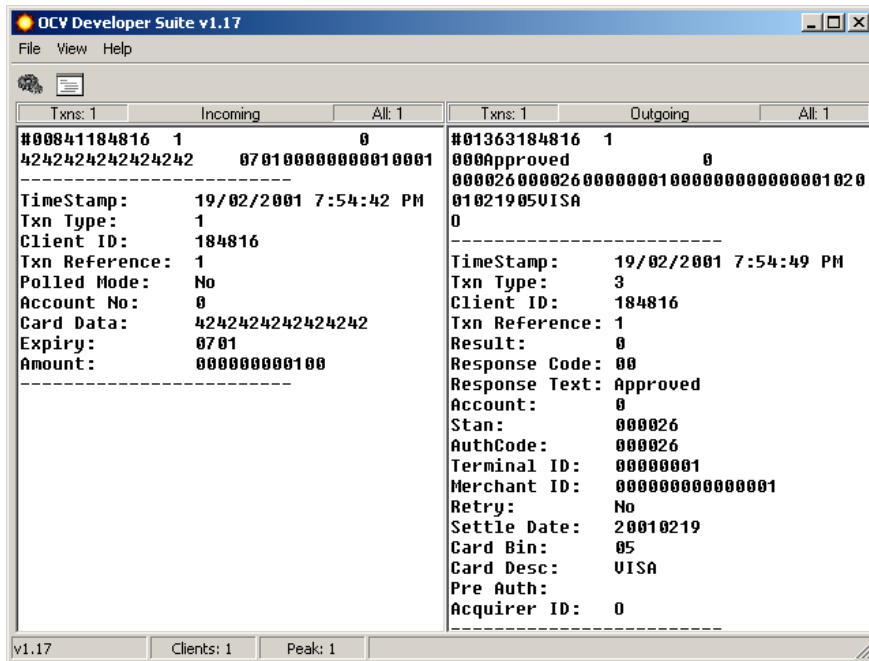 OCV Developer Suite v1.17
File View Help
Txns: 1 Incoming All: 1
#00841184816 1 0
4242424242424242 0701000000000010001
-------------------------
TimeStamp: 19/02/2001 7:54:42 PM
Txn Type: 1
Client ID: 184816
Txn Reference: 1
Polled Mode: No
Account No: 0
Card Data: 4242424242424242
Expiry: 0701
Amount: 000000000100
-------------------------
Txns: 1 Outgoing All: 1
#01363184816 1
000Approved 0
00002600002600000001000000000000001020
01021905VISA
0
-------------------------
TimeStamp: 19/02/2001 7:54:49 PM
Txn Type: 3
Client ID: 184816
Txn Reference: 1
Result: 0
Response Code: 00
Response Text: Approved
Account: 0
Stan: 000026
AuthCode: 000026
Terminal ID: 00000001
Merchant ID: 000000000000001
Retry: No
Settle Date: 20010219
Card Bin: 05
Card Desc: VISA
Pre Auth:
Acquirer ID: 0
-------------------------
v1.17 Clients: 1 Peak: 1